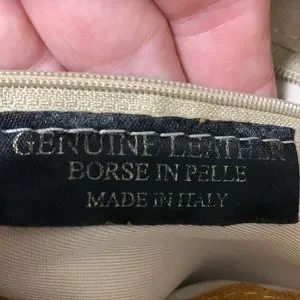 GENUINE LEATHER
BORSE IN PELLE
MADE IN ITALY